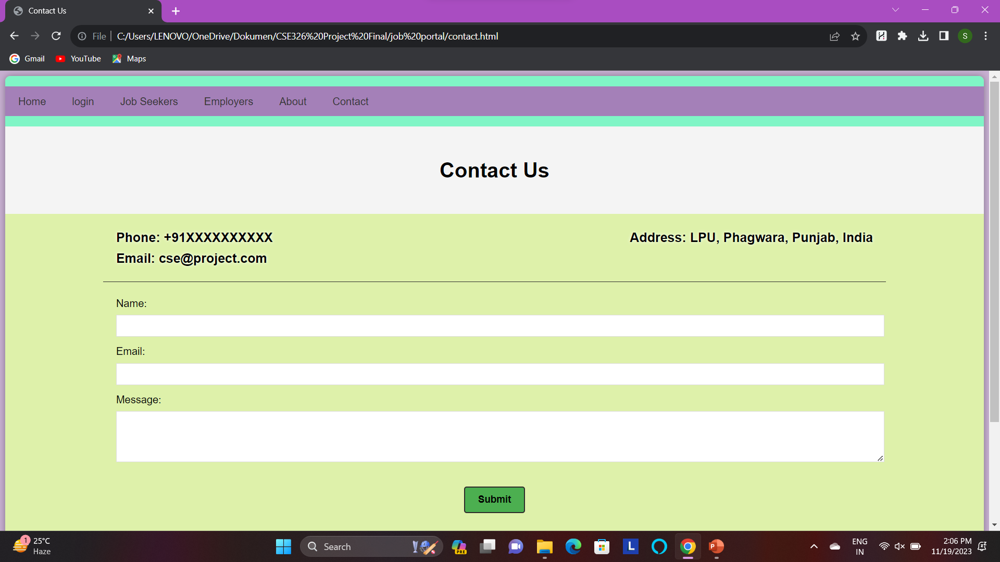 Contact Us
File
C:/Users/LENOVO/OneDrive/Dokumen/CSE326%20Project%20Final/job%20portal/contact.html
S
Gmail YouTube Maps
Home login Job Seekers Employers About Contact
Contact Us
Phone: +91XXXXXXXXXX
Address: LPU, Phagwara, Punjab, India
Email: cse@project.com
Name:
Email:
Message:
Submit
1
25°C
Haze
Search
PRE
L
P
ENG
IN
2:06 PM
11/19/2023